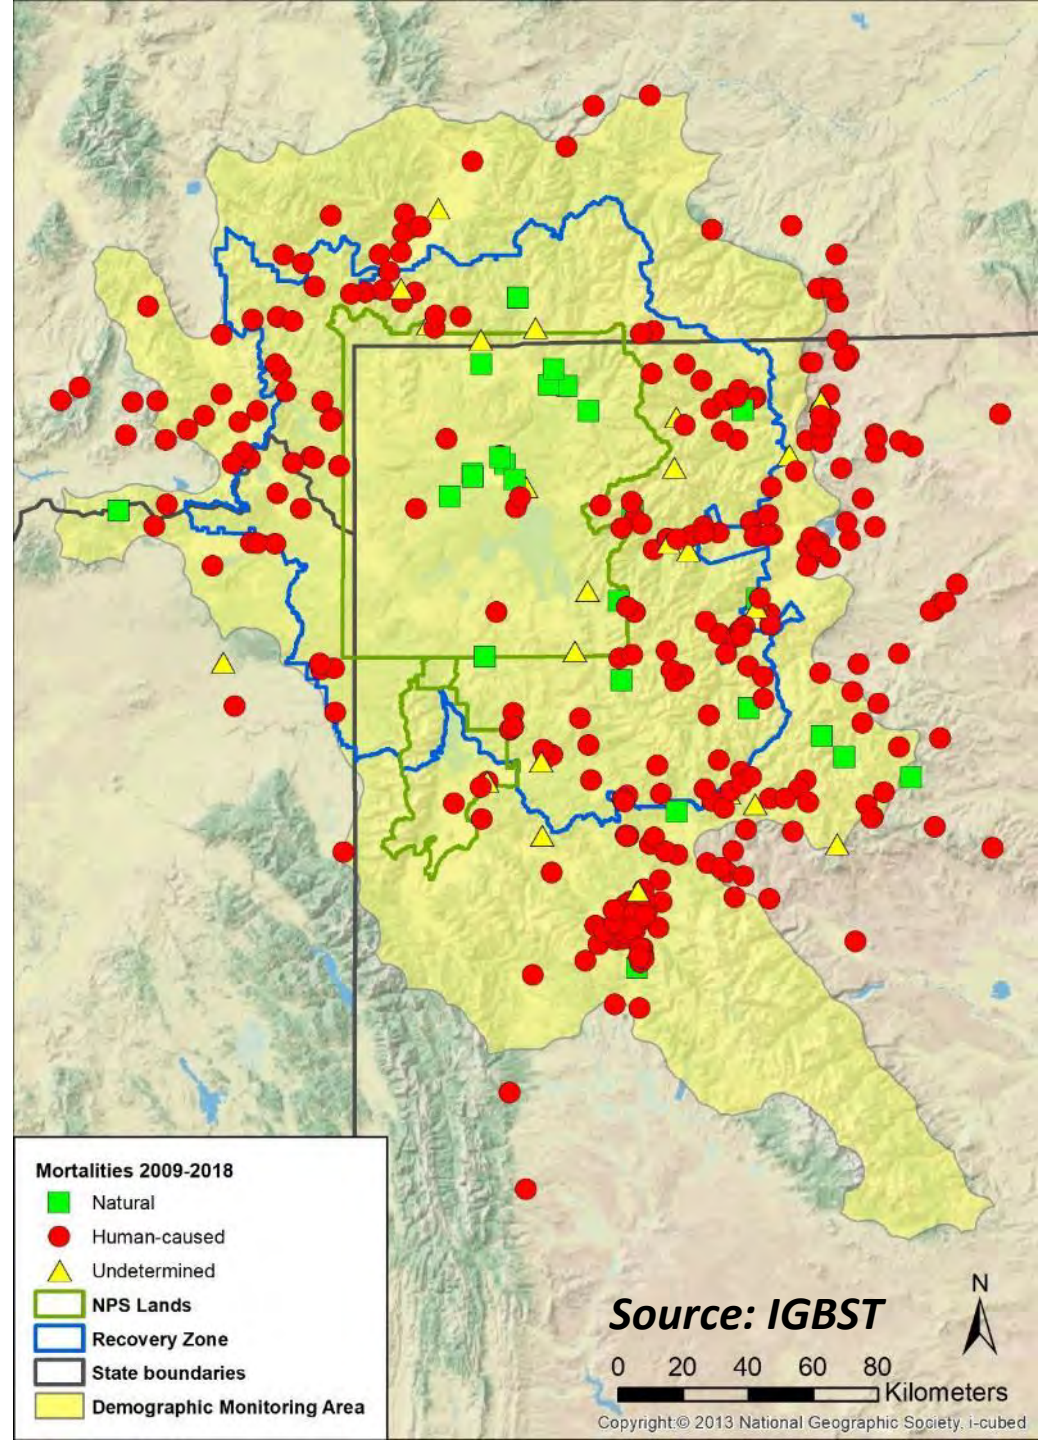 Mortalities 2009-2018
Natural
Human-caused
Undetermined
NPS Lands
Recovery Zone
State boundaries
Demographic Monitoring Area
N
Source: IGBST
0 20 40 60 80
Kilometers
Copyright:© 2013 National Geographic Society, i-cubed